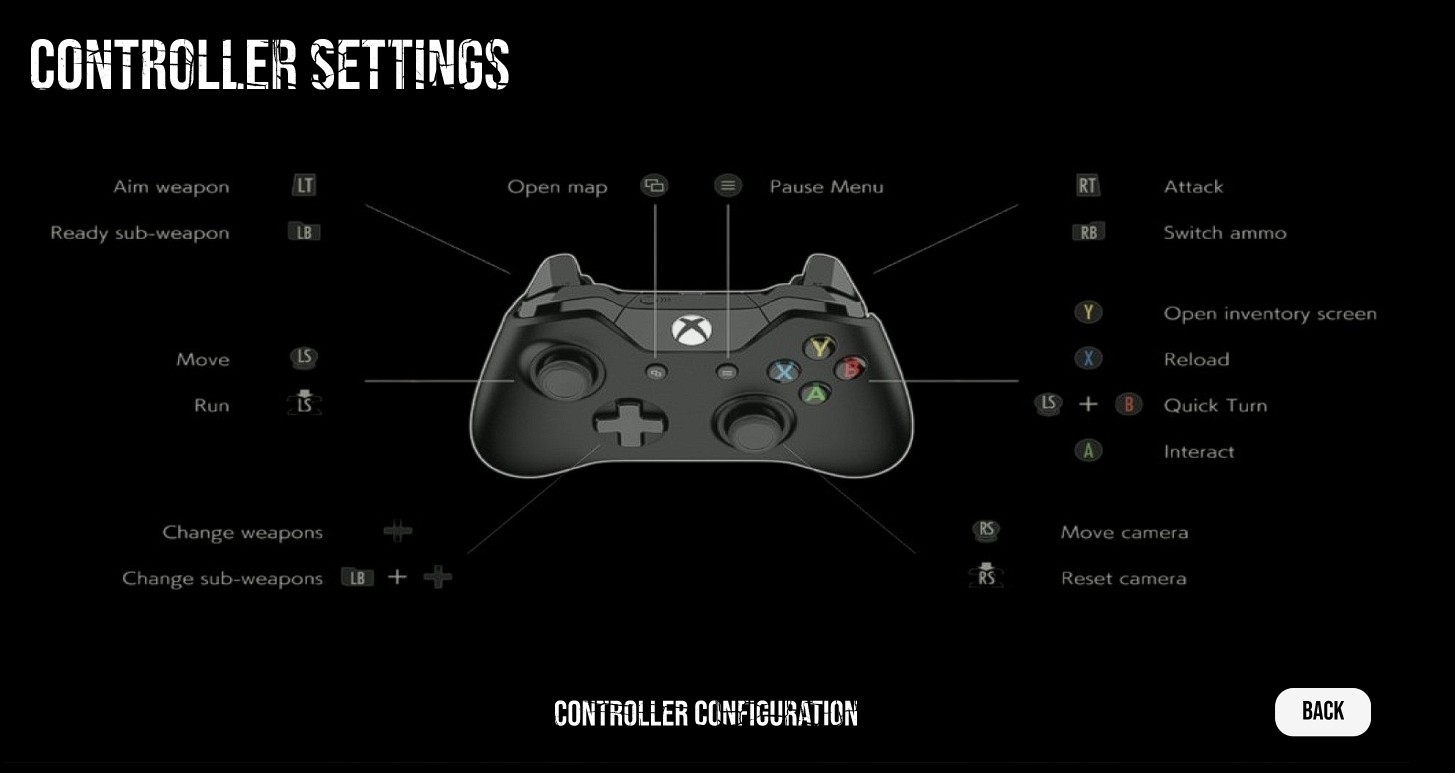 CONTROLLER SETTINGS
Aim weapon LT
Open map
Pause Menu
RT Attack
Ready sub-weapon LB
RB Switch ammo
Y Open inventory screen
Move LS
X Reload
Run LS
LS + B Quick Turn
A Interact
Y
X B
A
Change weapons
RS Move camera
Change sub-weapons LB +
RS Reset camera
CONTROLLER CONFIGURATION
BACK